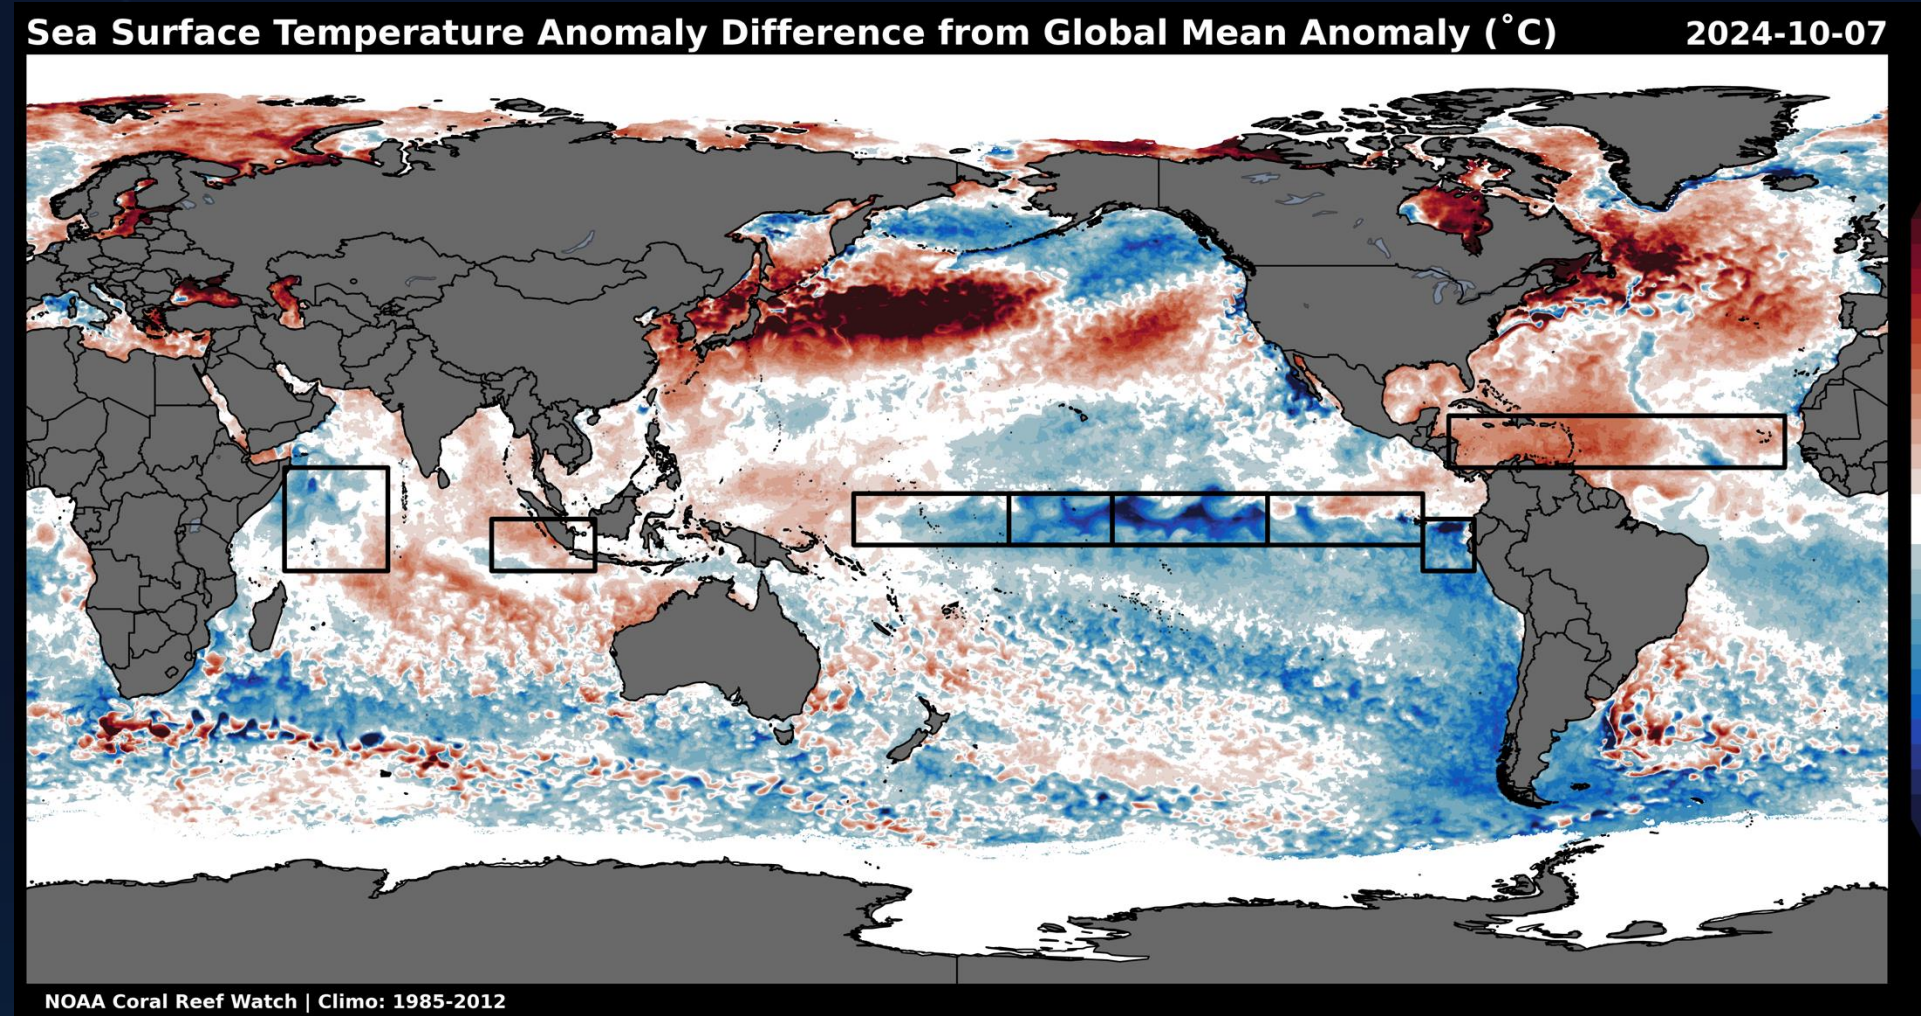 Sea Surface Temperature Anomaly Difference from Global Mean Anomaly (˚C) 2024-10-07
NOAA Coral Reef Watch | Climo: 1985-2012